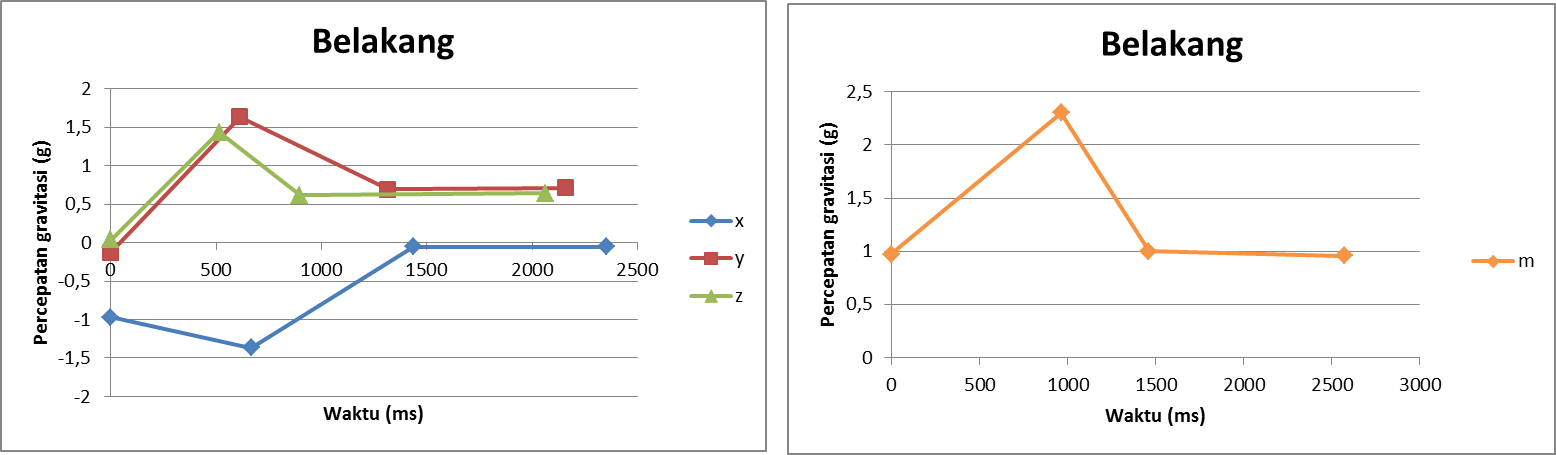 Belakang
Percepatan gravitasi (g)
2
1,5
1
0,5
0
-0,5
-1
-1,5
-2
0 500 1000 1500 2000 2500
Waktu (ms)
x
y
z
Belakang
Percepatan gravitasi (g)
2,5
2
1,5
1
0,5
0
0 500 1000 1500 2000 2500 3000
Waktu (ms)
m